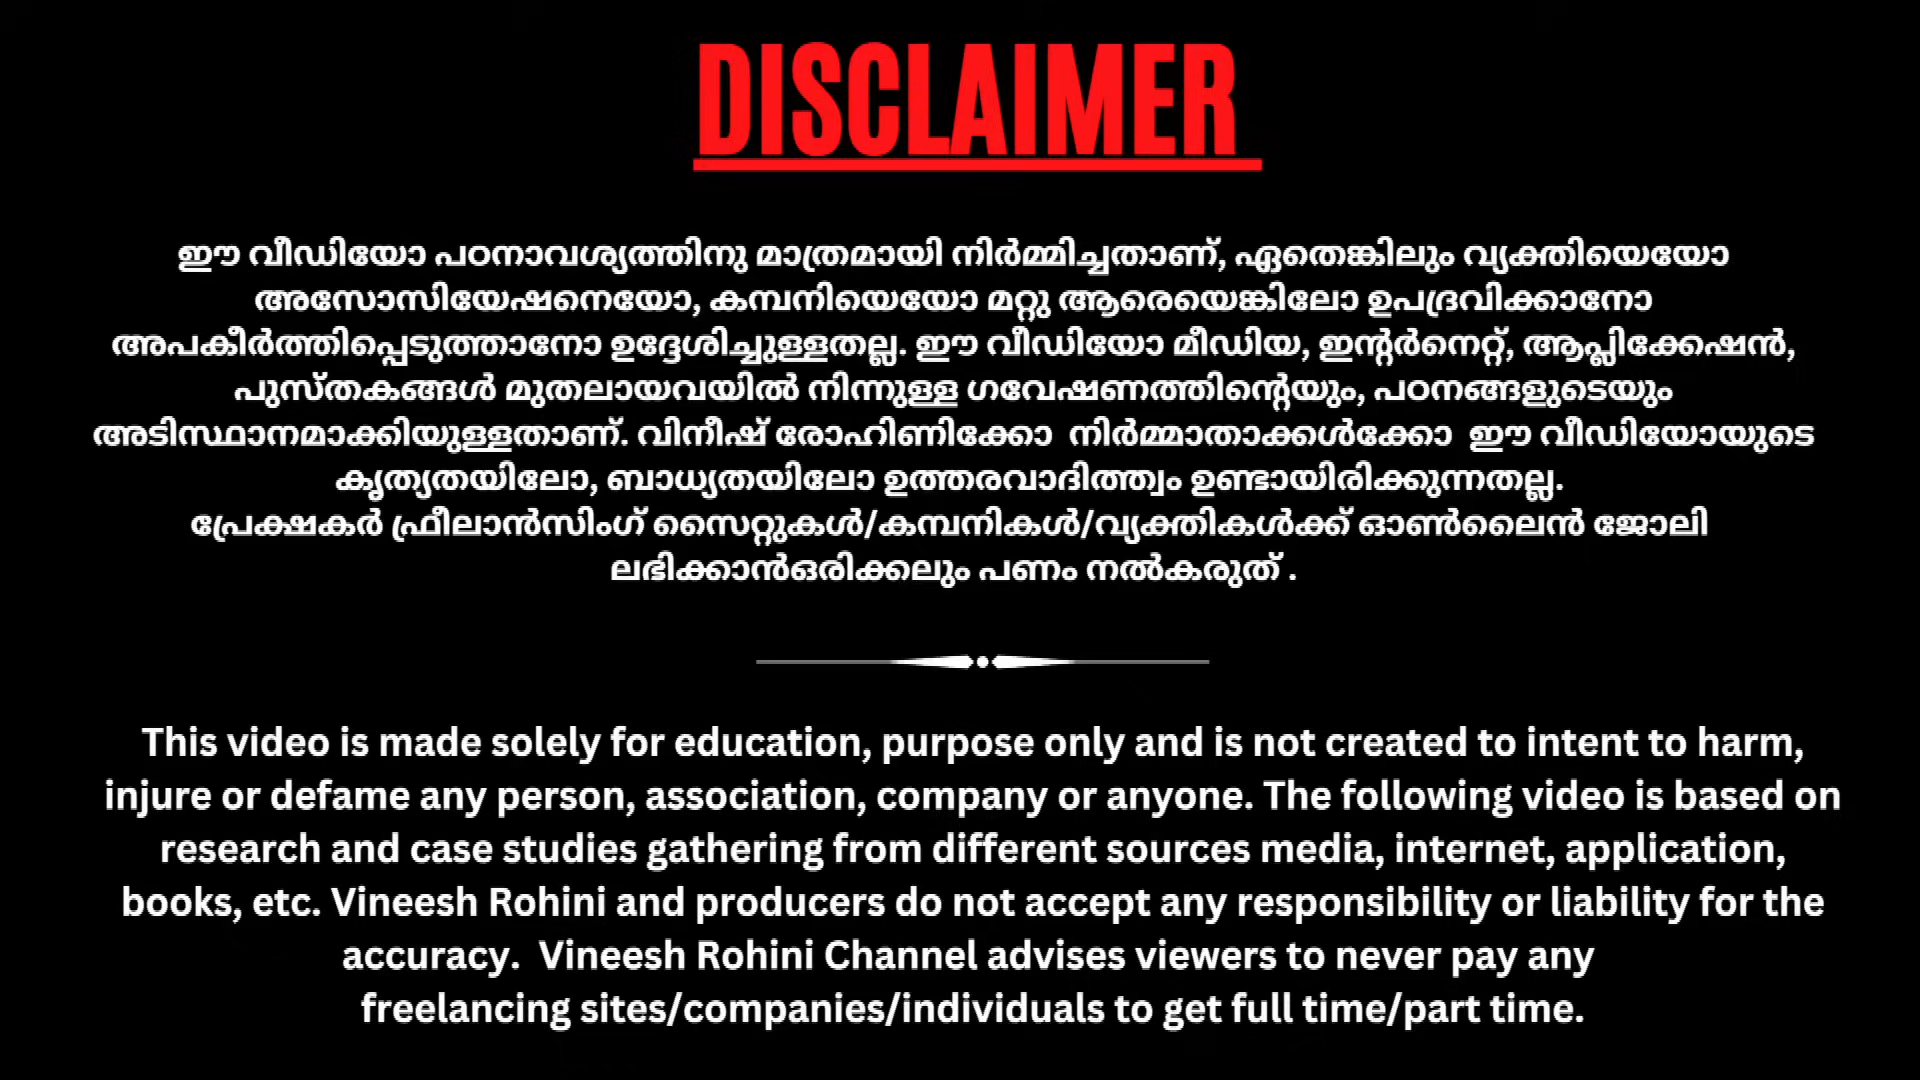 DISCLAIMER
ഈ വീഡിയോ പഠനാവശ്യത്തിനു മാത്രമായി നിർമ്മിച്ചതാണ്, ഏതെങ്കിലും വ്യക്തിയെയോ
അസോസിയേഷനെയോ, കമ്പനിയെയോ മറ്റു ആരെയെങ്കിലോ ഉപദ്രവിക്കാനോ
അപകീർത്തിപ്പെടുത്താനോ ഉദ്ദേശിച്ചുള്ളതല്ല. ഈ വീഡിയോ മീഡിയ, ഇന്റർനെറ്റ്, ആപ്ലിക്കേഷൻ,
പുസ്തകങ്ങൾ മുതലായവയിൽ നിന്നുള്ള ഗവേഷണത്തിന്റെയും, പഠനങ്ങളുടെയും
അടിസ്ഥാനമാക്കിയുള്ളതാണ്. വിനീഷ് രോഹിണിക്കോ നിർമ്മാതാക്കൾക്കോ ഈ വീഡിയോയുടെ
കൃത്യതയിലോ, ബാധ്യതയിലോ ഉത്തരവാദിത്ത്വം ഉണ്ടായിരിക്കുന്നതല്ല.
പ്രേക്ഷകർ ഫ്രീലാൻസിംഗ് സൈറ്റുകൾ/കമ്പനികൾ/വ്യക്തികൾക്ക് ഓൺലൈൻ ജോലി
ലഭിക്കാൻഒരിക്കലും പണം നൽകരുത് .
This video is made solely for education, purpose only and is not created to intent to harm,
injure or defame any person, association, company or anyone. The following video is based on
research and case studies gathering from different sources media, internet, application,
books, etc. Vineesh Rohini and producers do not accept any responsibility or liability for the
accuracy. Vineesh Rohini Channel advises viewers to never pay any
freelancing sites/companies/individuals to get full time/part time.